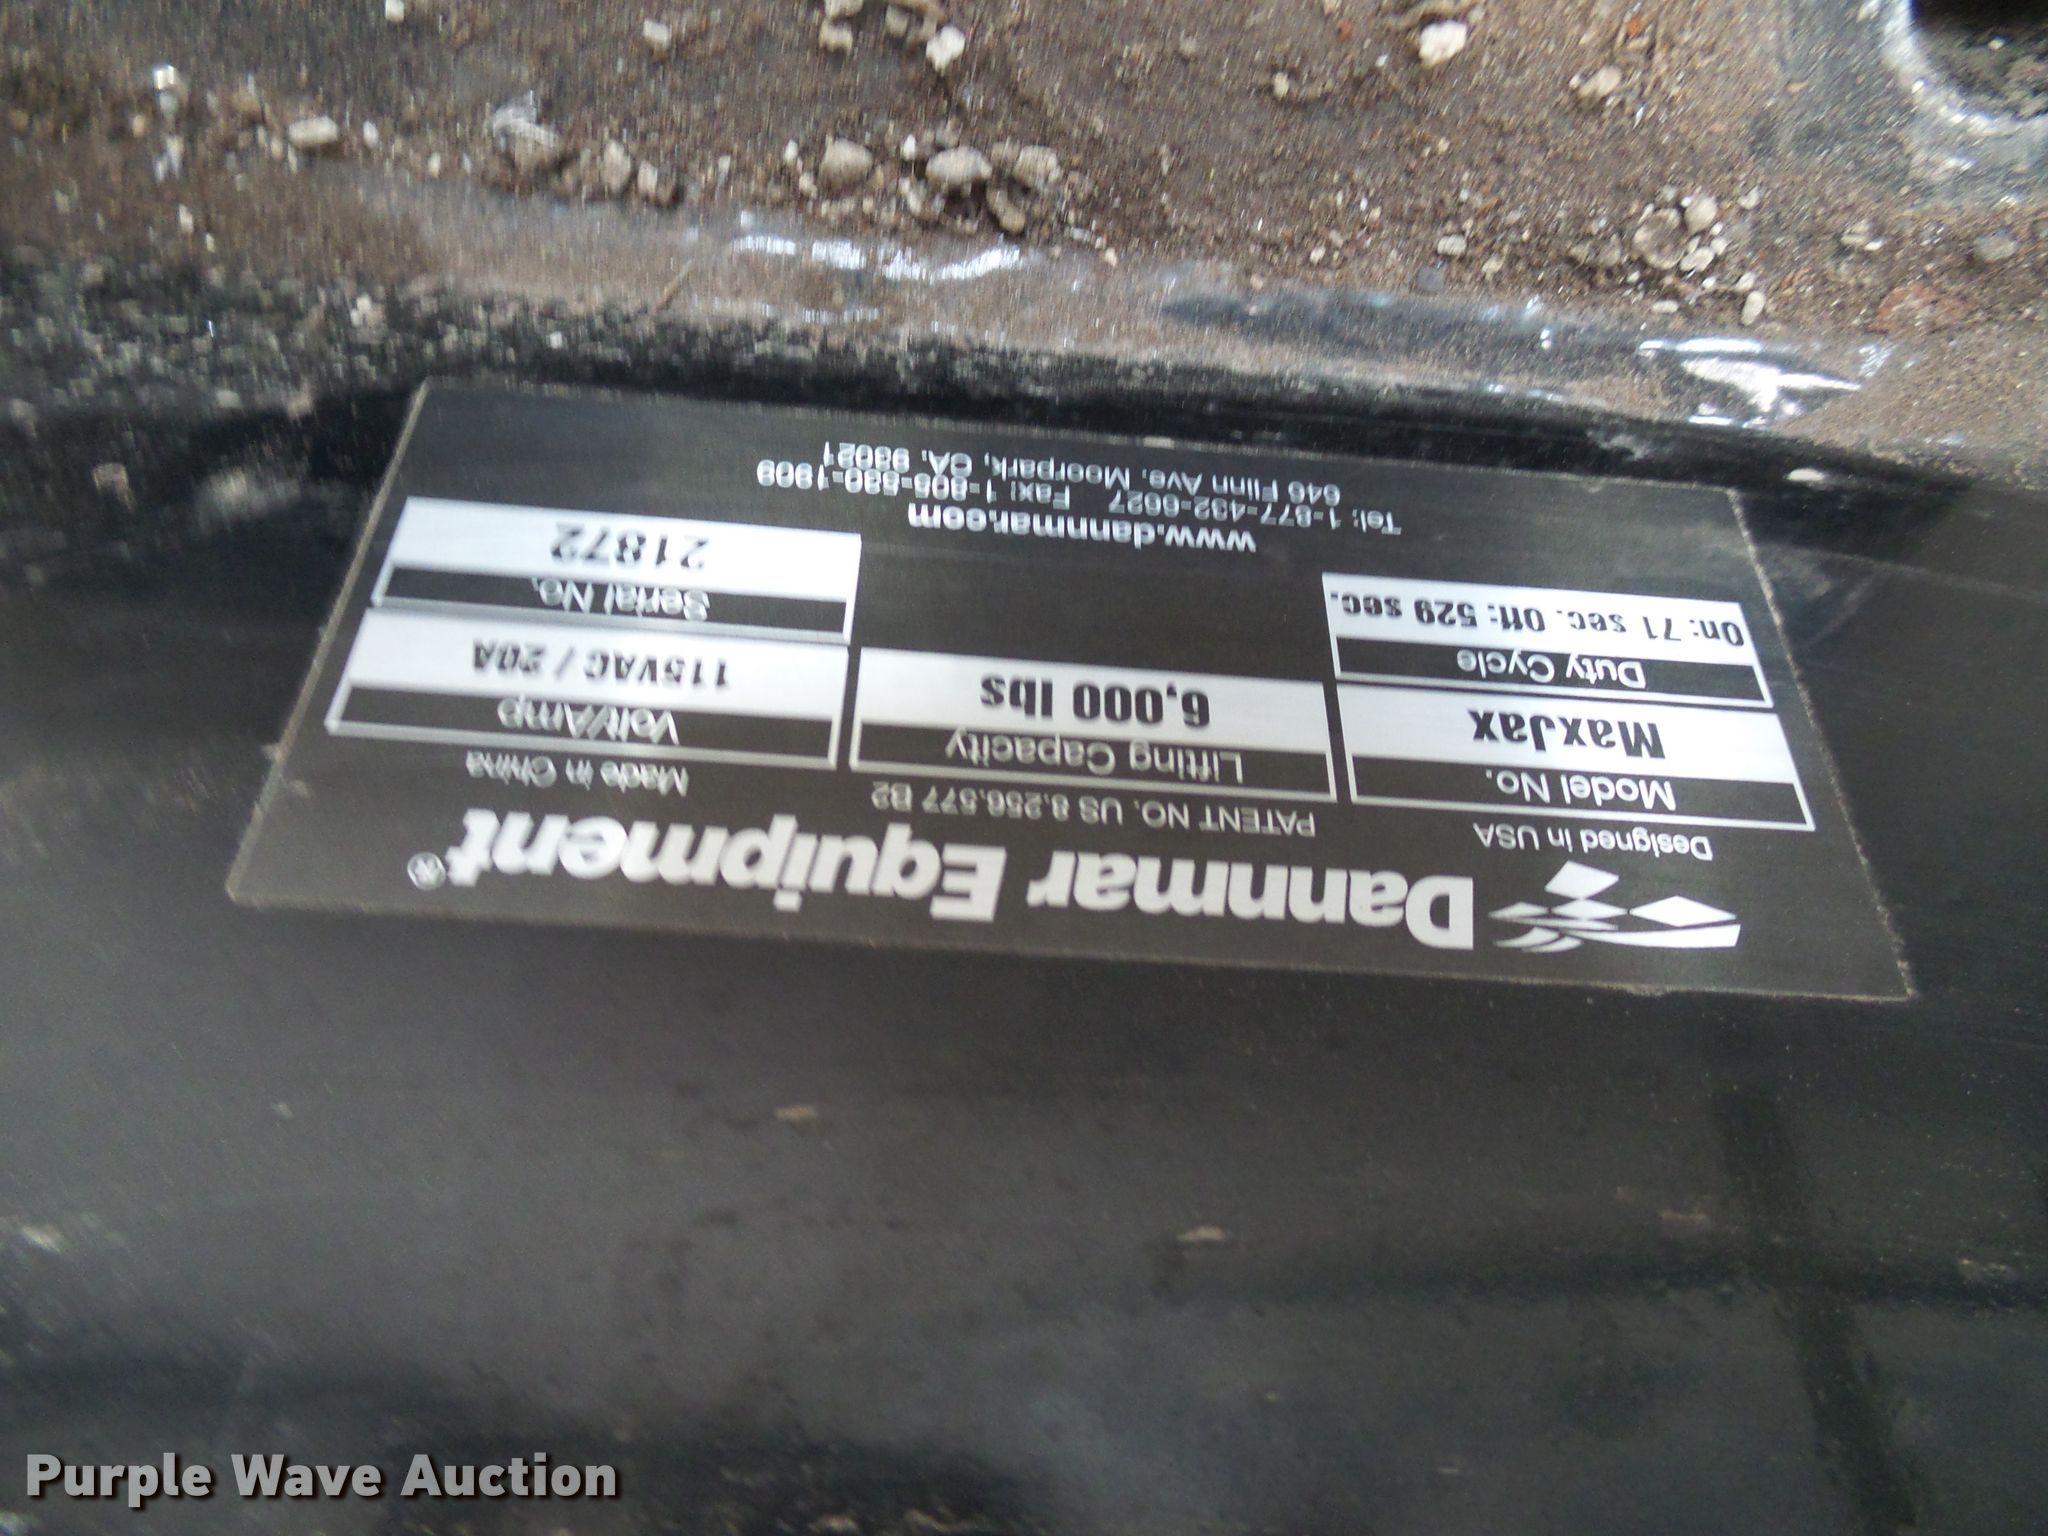 Dannmar Equipment®
Designed in USA PATENT NO. US 8,256,577 B2 Made in China
Model No. Lifting Capacity Volt/Amp
MaxJax 6,000 lbs 115VAC / 20A
Duty Cycle Serial No.
On: 71 sec. Off: 529 sec. 21872
www.dannmar.com
Tel: 1-877-432-6627 Fax: 1-805-530-1909
646 Flinn Ave, Moorpark, CA, 93021
Purple Wave Auction